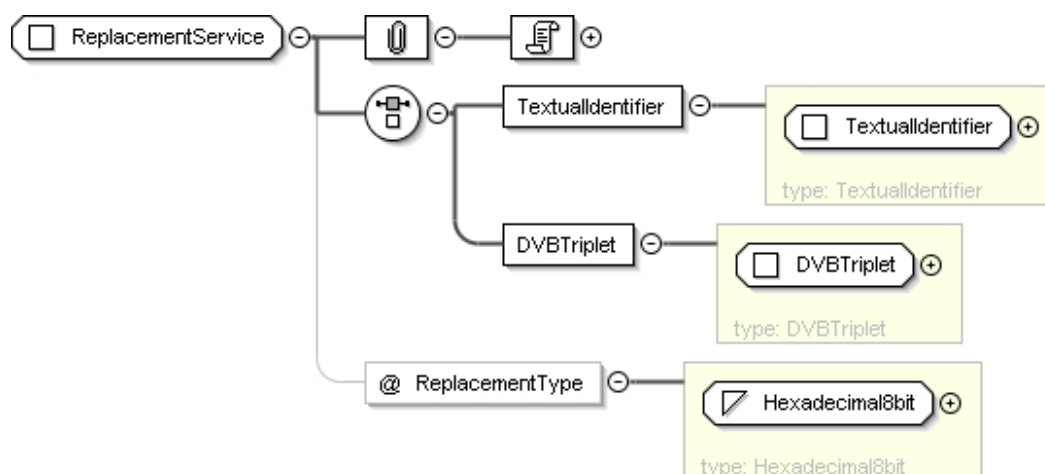 ReplacementService
TextualIdentifier
TextualIdentifier
type: TextualIdentifier
DVBTriplet
DVBTriplet
type: DVBTriplet
@ ReplacementType
Hexadecimal8bit
type: Hexadecimal8bit